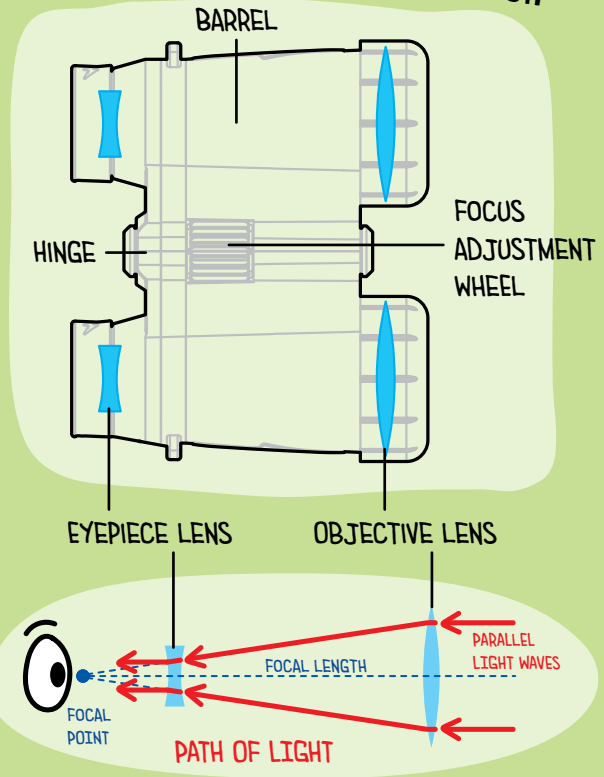 BARREL
HINGE
FOCUS
ADJUSTMENT
WHEEL
EYEPIECE LENS
OBJECTIVE LENS
PARALLEL
LIGHT WAVES
FOCAL LENGTH
FOCAL
POINT
PATH OF LIGHT